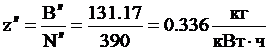 z" = B" / N" = 131.17 / 390 = 0.336 кг / кВт · ч